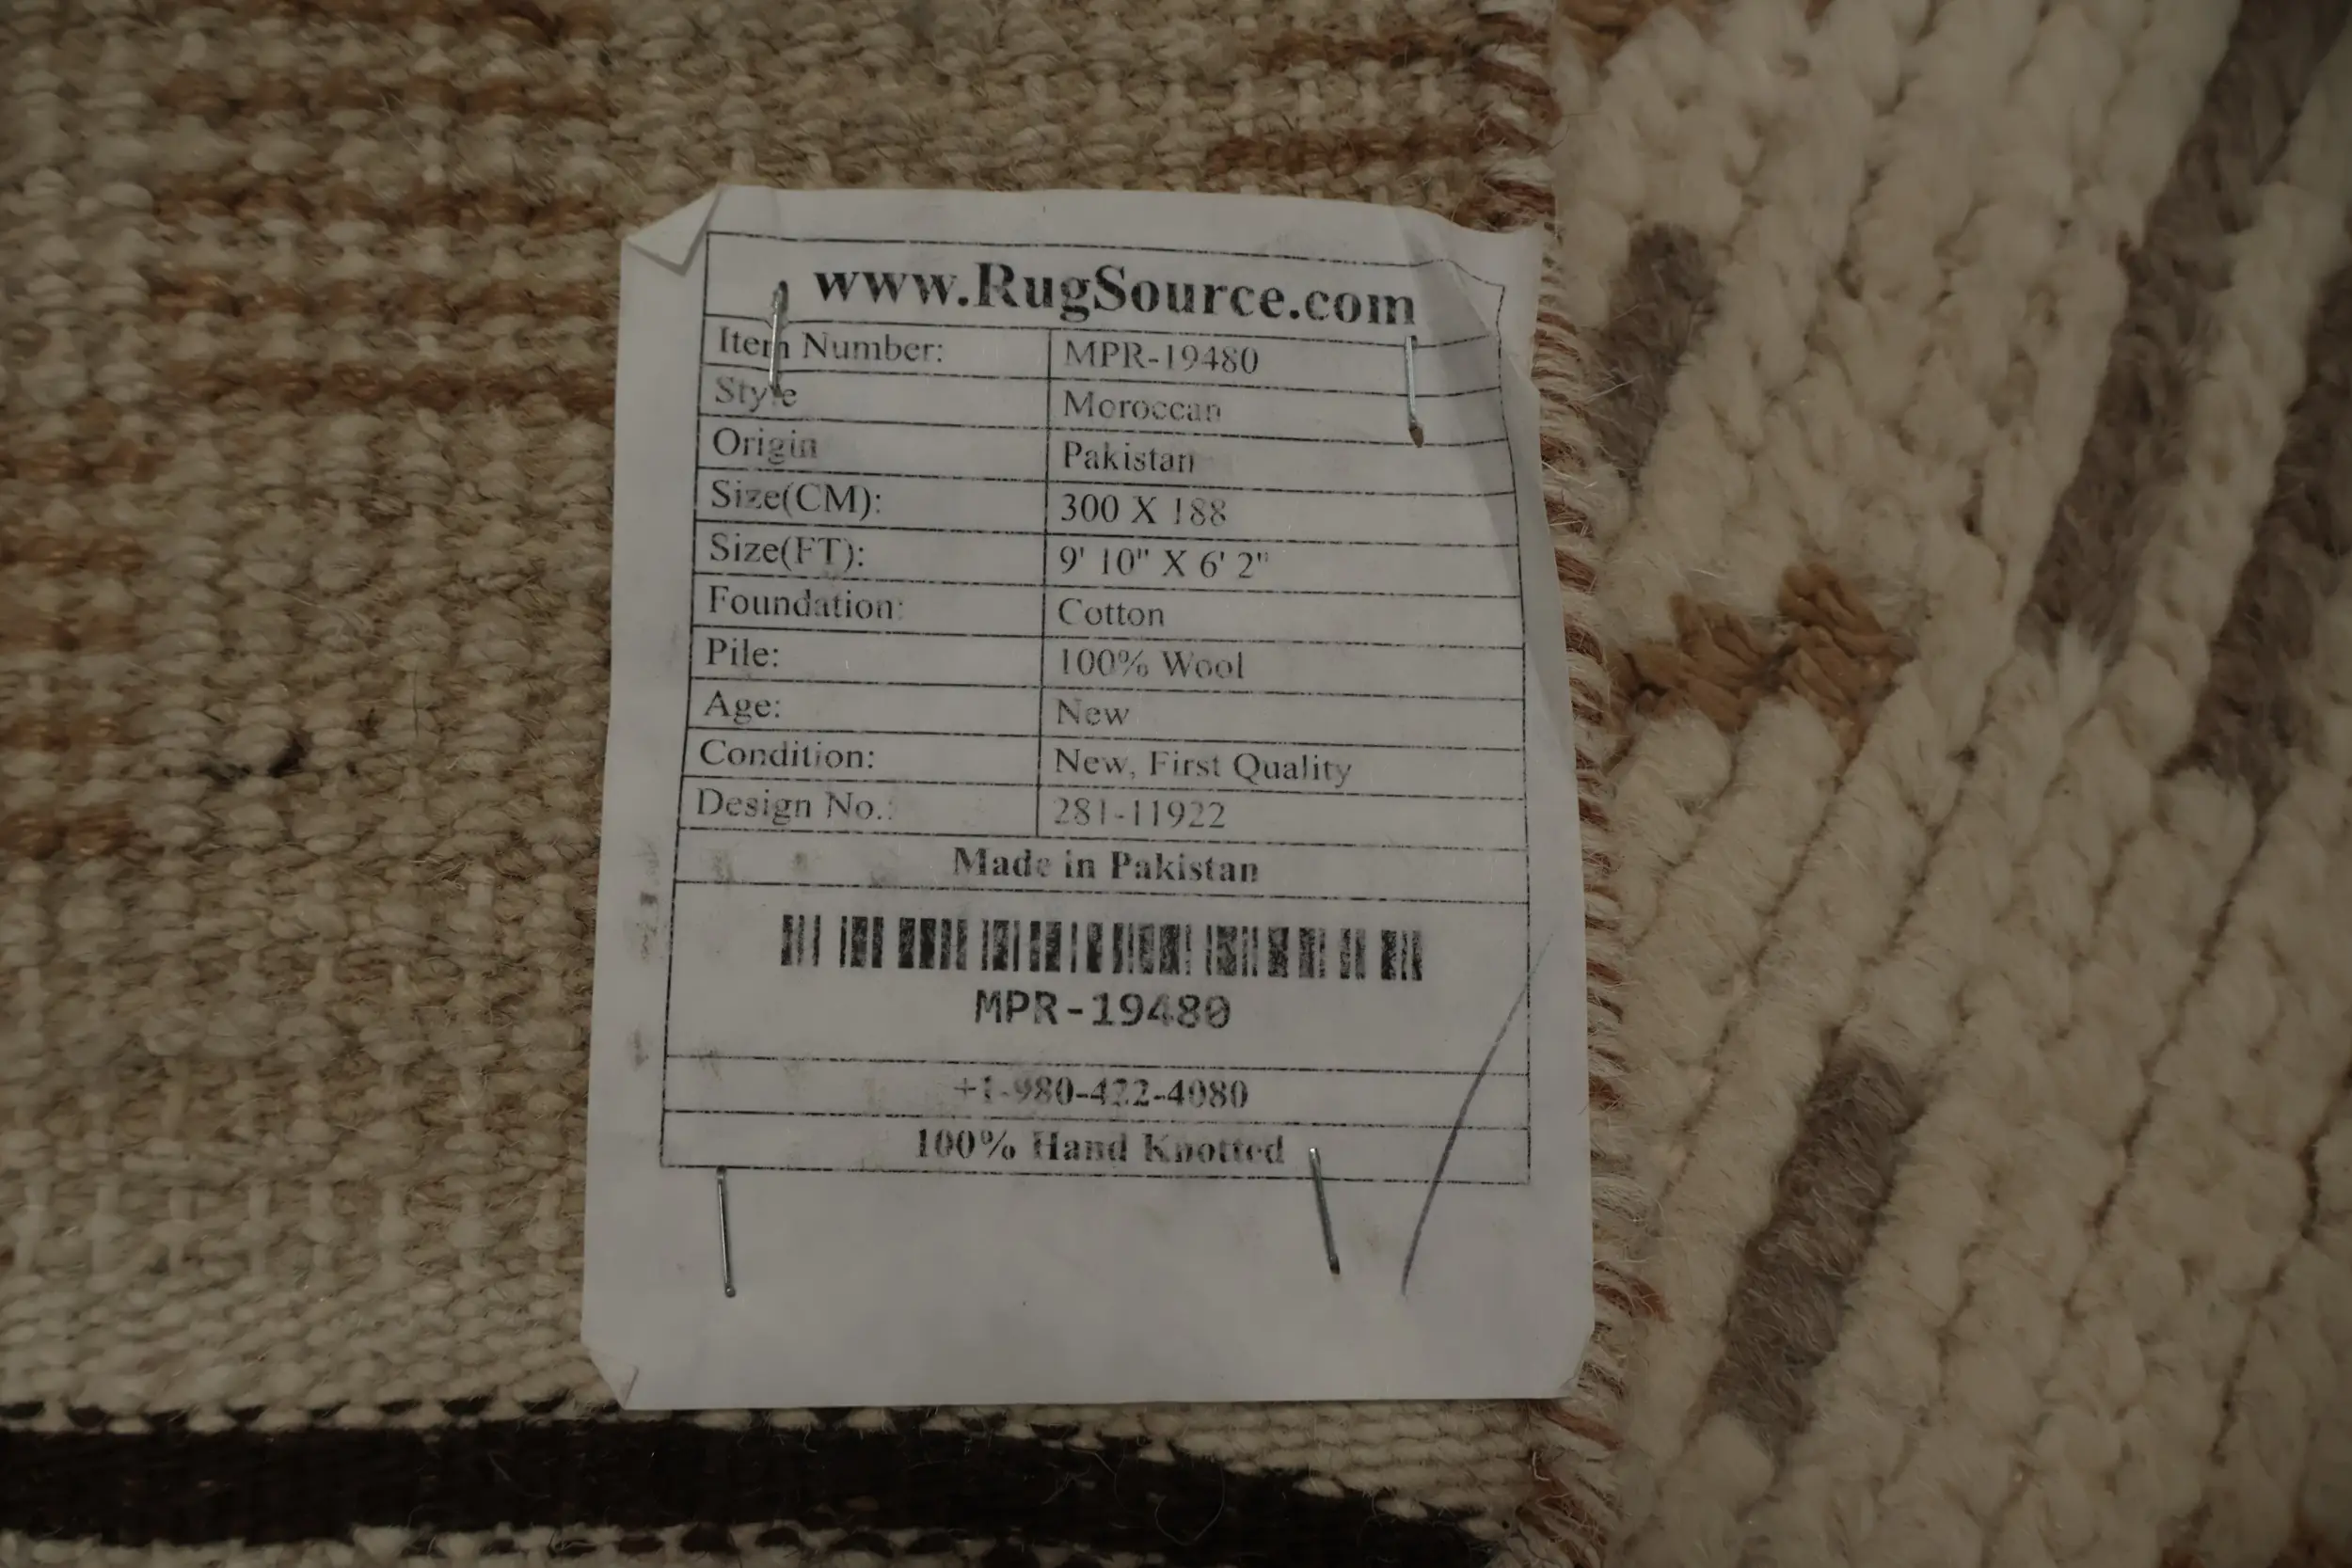 www.RugSource.com
Item Number: MPR-19480
Style Moroccan
Origin Pakistan
Size(CM): 300 X 188
Size(FT): 9' 10" X 6' 2"
Foundation: Cotton
Pile: 100% Wool
Age: New
Condition: New, First Quality
Design No.: 281-11922
Made in Pakistan
MPR-19480
+1-980-422-4080
100% Hand Knotted